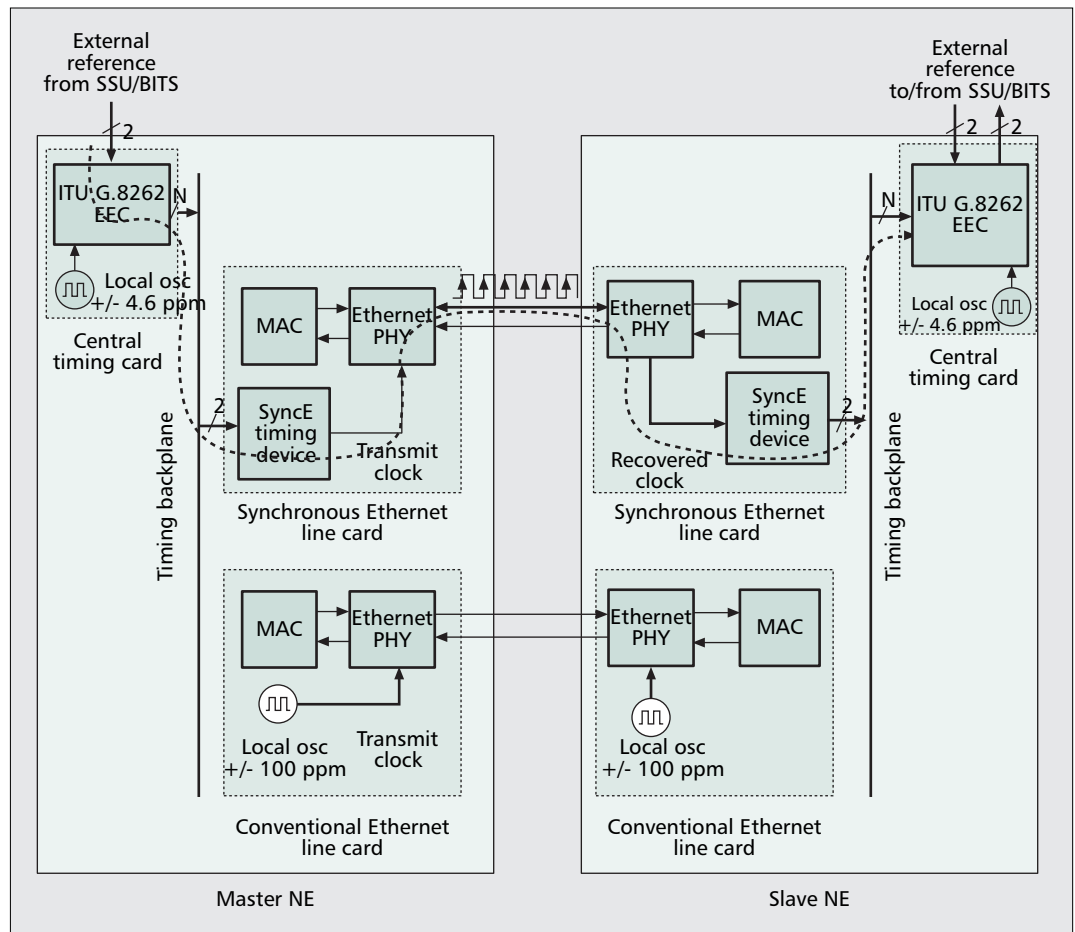 External
reference
from SSU/BITS
2
ITU G.8262
EEC
N
Local osc
+/- 4.6 ppm
Central
timing card
Timing backplane
MAC
Ethernet
PHY
2
SyncE
timing
device
Transmit
clock
Synchronous Ethernet
line card
MAC
Ethernet
PHY
Local osc
+/- 100 ppm
Transmit
clock
Conventional Ethernet
line card
Master NE
External
reference
to/from SSU/BITS
2
2
N
ITU G.8262
EEC
Local osc
+/- 4.6 ppm
Central
timing card
Ethernet
PHY
MAC
SyncE
timing
device
2
Recovered
clock
Synchronous Ethernet
line card
Timing backplane
Ethernet
PHY
MAC
Local osc
+/- 100 ppm
Conventional Ethernet
line card
Slave NE